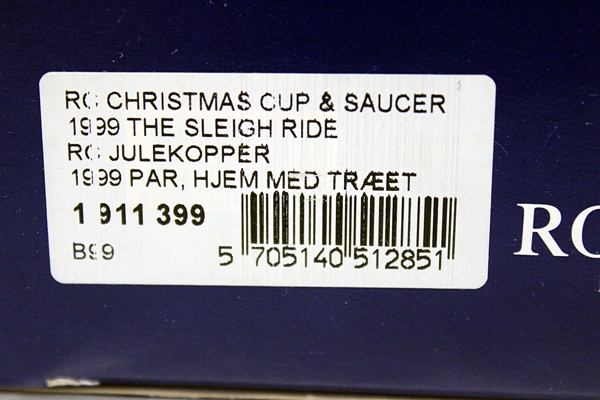 RC CHRISTMAS CUP & SAUCER
1999 THE SLEIGH RIDE
RC JULEKOPPER
1999 PAR, HJEM MED TRÆET
1 911 399
B99
5 705140 512851
RO